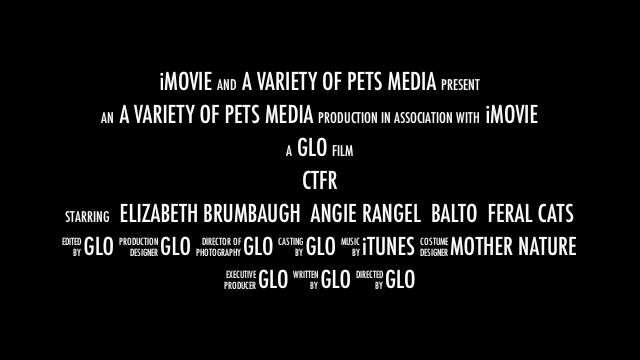 iMOVIE AND A VARIETY OF PETS MEDIA PRESENT
AN A VARIETY OF PETS MEDIA PRODUCTION IN ASSOCIATION WITH iMOVIE
A GLO FILM
CTFR
STARRING ELIZABETH BRUMBAUGH ANGIE RANGEL BALTO FERAL CATS
EDITED BY GLO PRODUCTION DESIGNER GLO DIRECTOR OF PHOTOGRAPHY GLO CASTING BY GLO MUSIC BY iTUNES COSTUME DESIGNER MOTHER NATURE
EXECUTIVE PRODUCER GLO WRITTEN BY GLO DIRECTED BY GLO